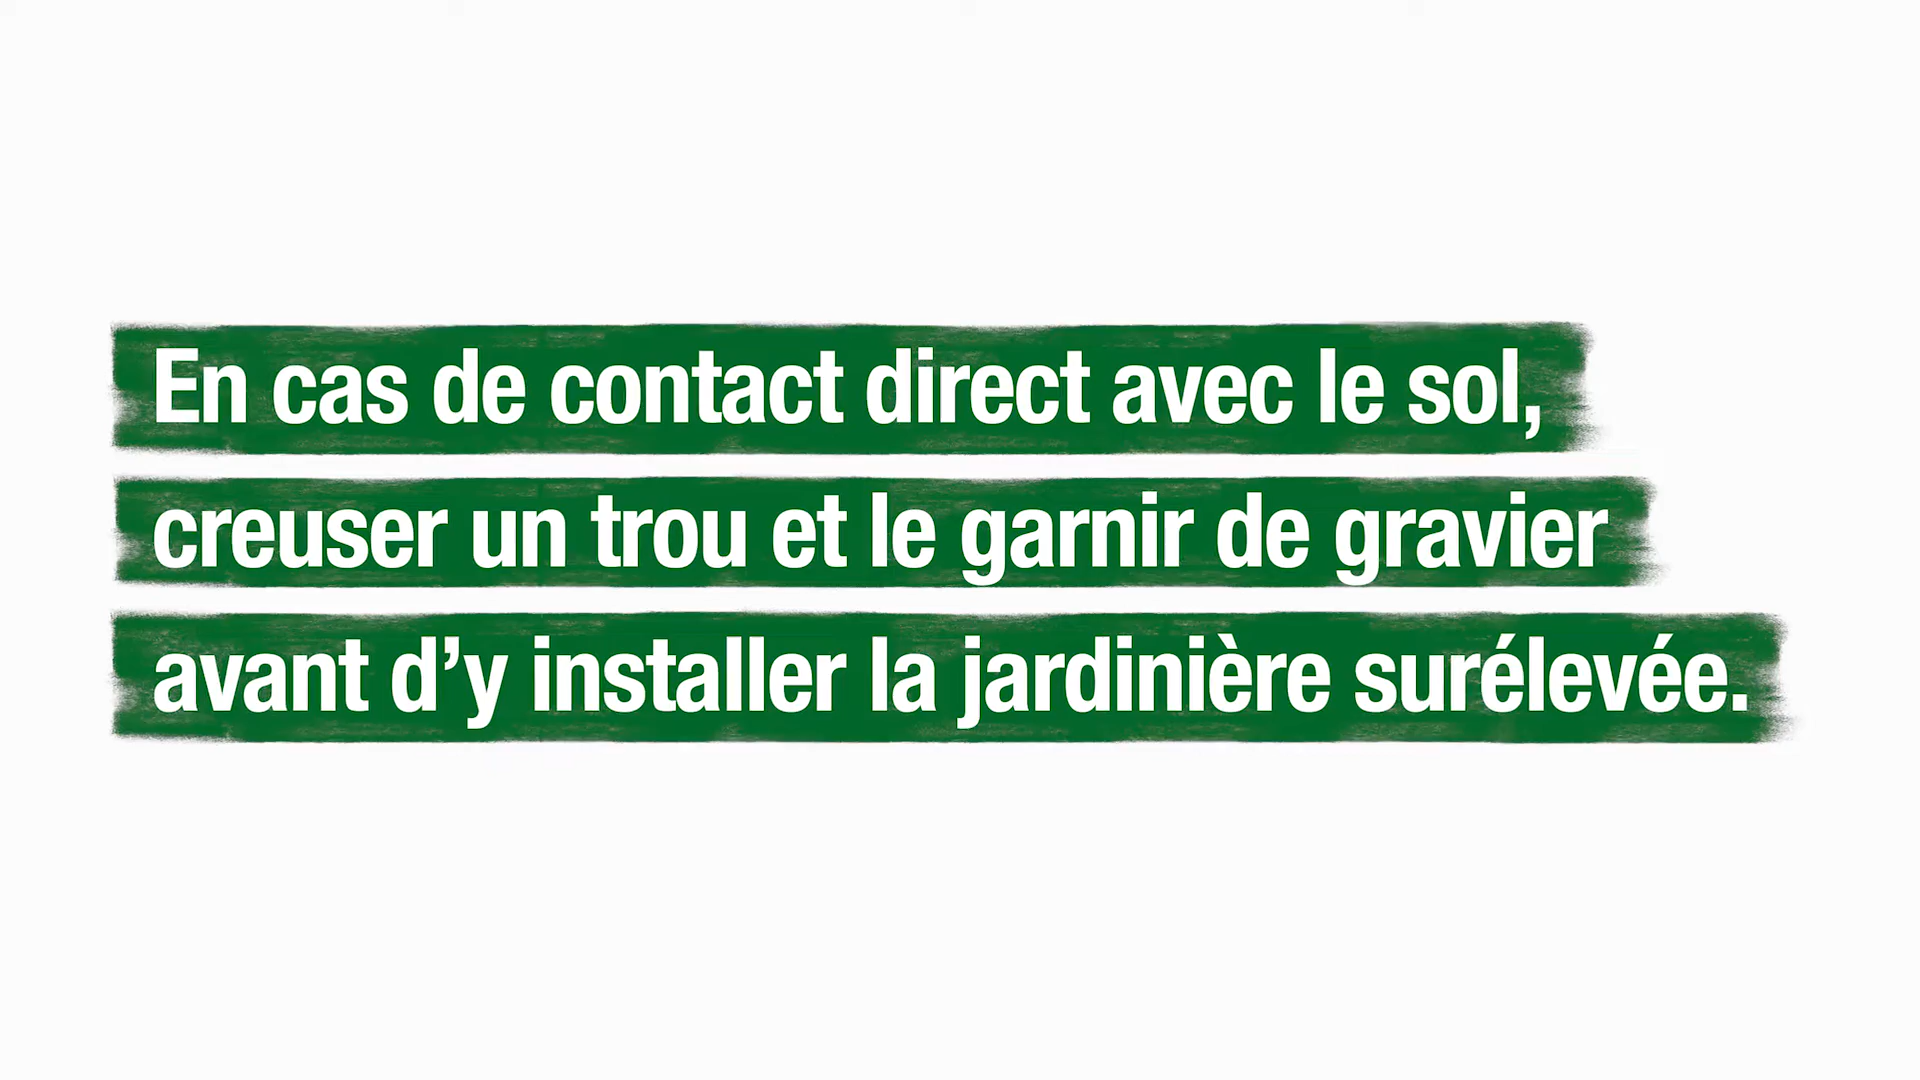 En cas de contact direct avec le sol,
creuser un trou et le garnir de gravier
avant d’y installer la jardinière surélevée.